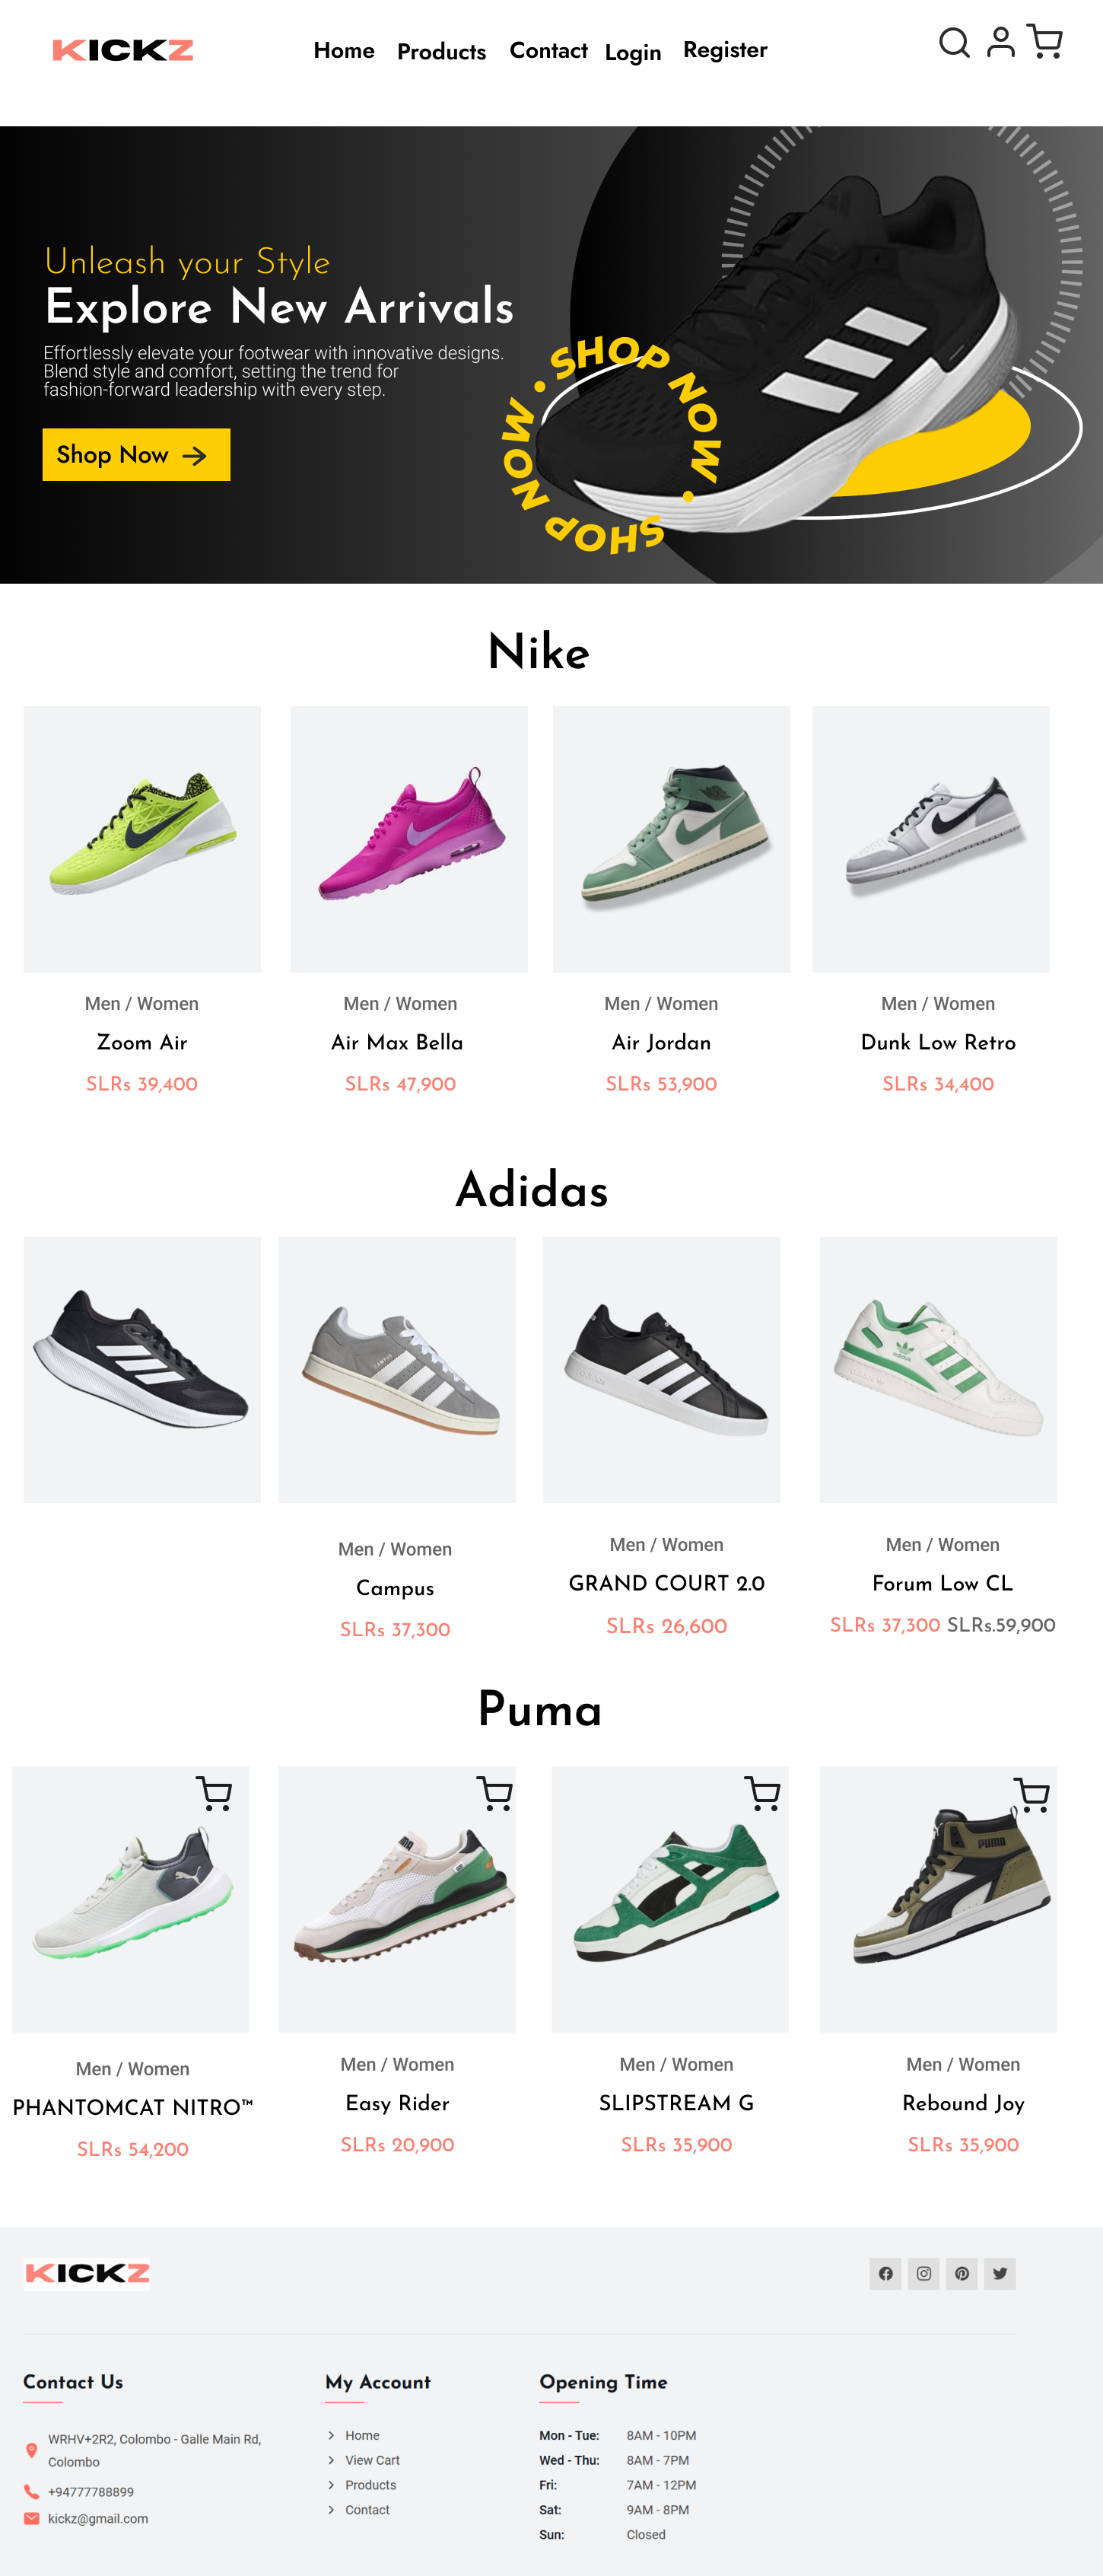 KICKZ
Home Products Contact Login Register
Unleash your Style
Explore New Arrivals
Effortlessly elevate your footwear with innovative designs.
Blend style and comfort, setting the trend for
fashion-forward leadership with every step.
Shop Now
SHOP NOW • SHOP NOW •
Nike
Men / Women
Zoom Air
SLRs 39,400
Men / Women
Air Max Bella
SLRs 47,900
Men / Women
Air Jordan
SLRs 53,900
Men / Women
Dunk Low Retro
SLRs 34,400
Adidas
CAMPUS
adidas
Men / Women
Campus
SLRs 37,300
Men / Women
GRAND COURT 2.0
SLRs 26,600
Men / Women
Forum Low CL
SLRs 37,300 SLRs.59,900
Puma
PUMA
Men / Women
PHANTOMCAT NITRO™
SLRs 54,200
Men / Women
Easy Rider
SLRs 20,900
Men / Women
SLIPSTREAM G
SLRs 35,900
Men / Women
Rebound Joy
SLRs 35,900
KICKZ
Contact Us
WRHV+2R2, Colombo - Galle Main Rd,
Colombo
+94777788899
kickz@gmail.com
My Account
Home
View Cart
Products
Contact
Opening Time
Mon - Tue: 8AM - 10PM
Wed - Thu: 8AM - 7PM
Fri: 7AM - 12PM
Sat: 9AM - 8PM
Sun: Closed